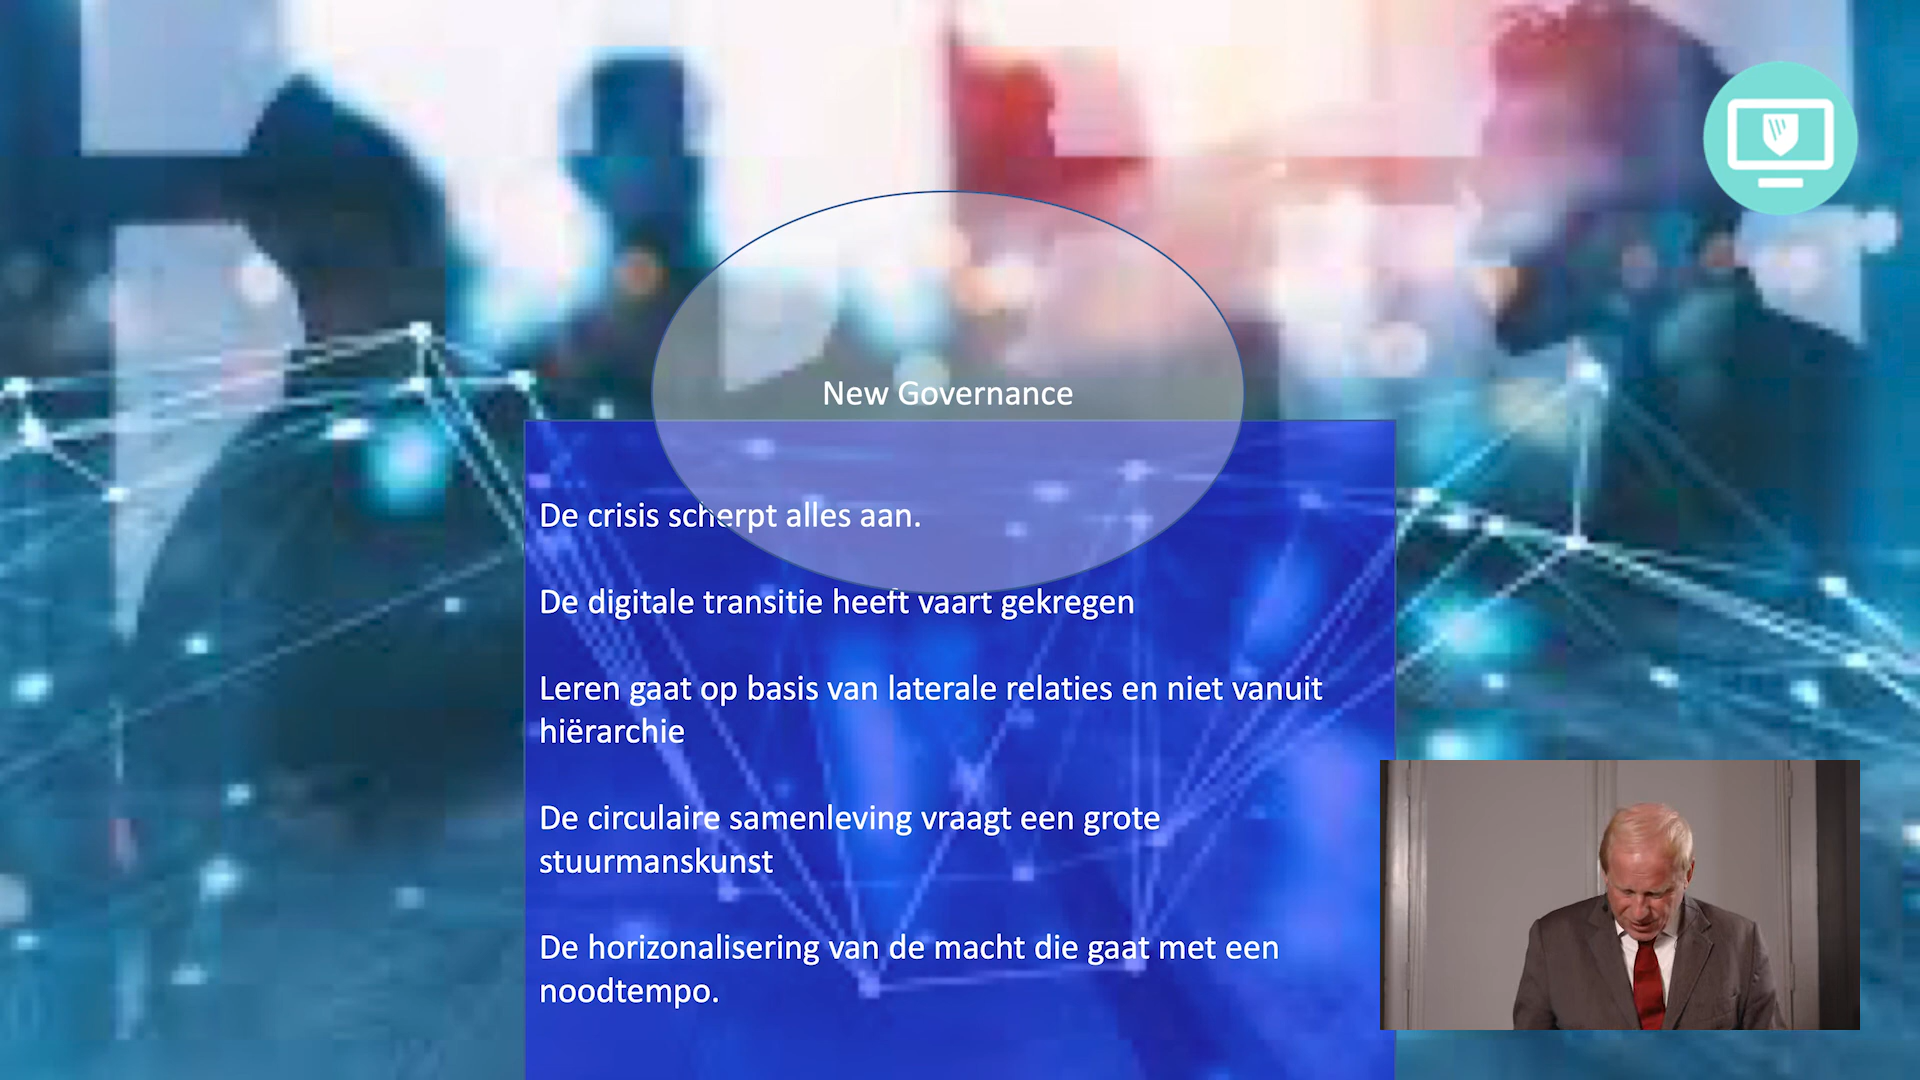 New Governance
De crisis scherpt alles aan.
De digitale transitie heeft vaart gekregen
Leren gaat op basis van laterale relaties en niet vanuit
hiërarchie
De circulaire samenleving vraagt een grote
stuurmanskunst
De horizonalisering van de macht die gaat met een
noodtempo.